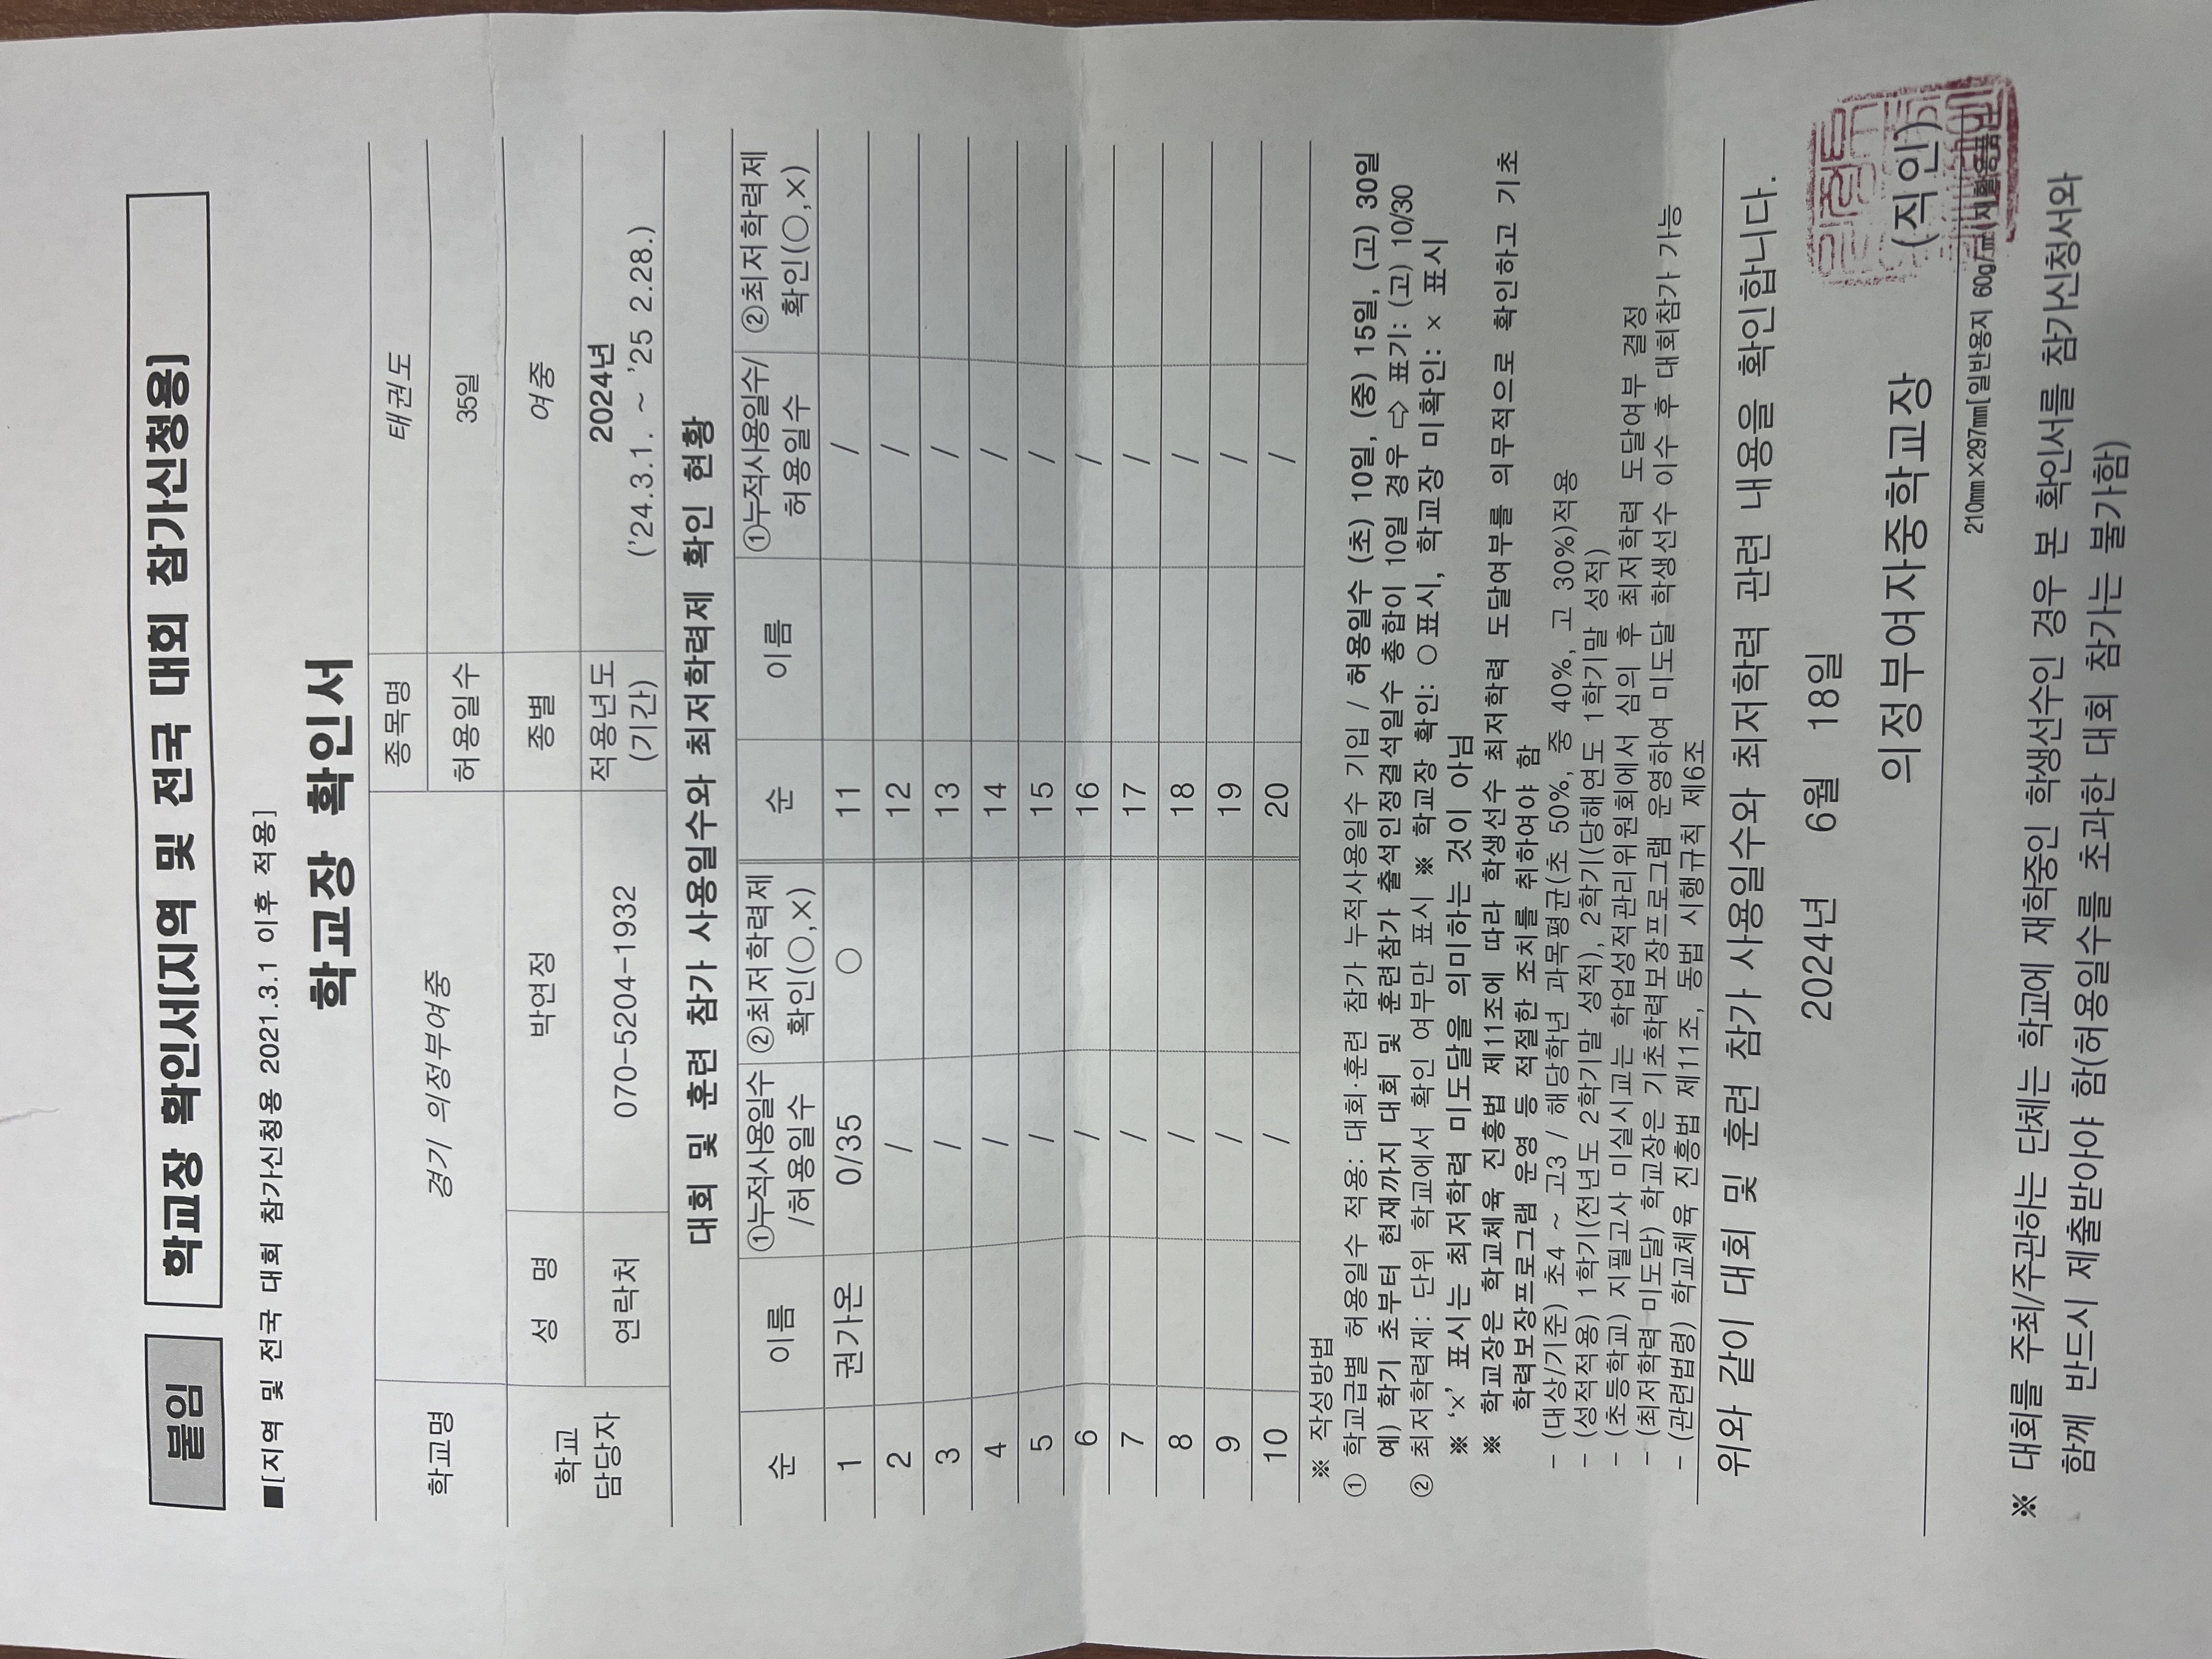 붙임
학교장 확인서[지역 및 전국 대회 참가신청용]
■[지역 및 전국 대회 참가신청용 2021.3.1 이후 적용]
학교장 확인서
학교명 경기 의정부여중 종목명 태권도
허용일수 35일
학교 담당자 성 명 박연정 종별 여중
연락처 070-5204-1932 적용년도 (기간) 2024년 ('24.3.1. ~ '25 2.28.)
대회 및 훈련 참가 사용일수와 최저학력제 확인 현황
순 이름 ①누적사용일수 /허용일수 ②최저학력제 확인(○,×) 순 이름 ①누적사용일수/ 허용일수 ②최저학력제 확인(○,×)
1 권가온 0/35 ○ 11 /
2 / 12 /
3 / 13 /
4 / 14 /
5 / 15 /
6 / 16 /
7 / 17 /
8 / 18 /
9 / 19 /
10 / 20 /
※ 작성방법
① 학교급별 허용일수 적용: 대회·훈련 참가 누적사용일수 기입 / 허용일수 (초) 10일, (중) 15일, (고) 30일
예) 학기 초부터 현재까지 대회 및 훈련참가 출석인정결석일수 총합이 10일 경우 ⇨ 표기: (고) 10/30
② 최저학력제: 단위 학교에서 확인 여부만 표시 ※ 학교장 확인: ○ 표시, 학교장 미확인: × 표시
※ '×' 표시는 최저학력 미도달을 의미하는 것이 아님
※ 학교장은 학교체육 진흥법 제11조에 따라 학생선수 최저학력 도달여부를 의무적으로 확인하고 기초
학력보장프로그램 운영 등 적절한 조치를 취하여야 함
- (대상/기준) 초4 ~ 고3 / 해당학년 과목평균(초 50%, 중 40%, 고 30%)적용
- (성적적용) 1학기(전년도 2학기말 성적), 2학기(당해연도 1학기말 성적)
- (초등학교) 지필고사 미실시교는 학업성적관리위원회에서 심의 후 최저학력 도달여부 결정
- (최저학력 미도달) 학교장은 기초학력보장프로그램 운영하여 미도달 학생선수 이수 후 대회참가 가능
- (관련법령) 학교체육 진흥법 제11조, 동법 시행규칙 제6조
위와 같이 대회 및 훈련 참가 사용일수와 최저학력 관련 내용을 확인합니다.
2024년 6월 18일
의정부여자중학교장 (직인)
210㎜×297㎜[일반용지 60g/㎡(재활용품)]
※ 대회를 주최/주관하는 단체는 학교에 재학중인 학생선수인 경우 본 확인서를 참가신청서와
함께 반드시 제출받아야 함(허용일수를 초과한 대회 참가는 불가함)